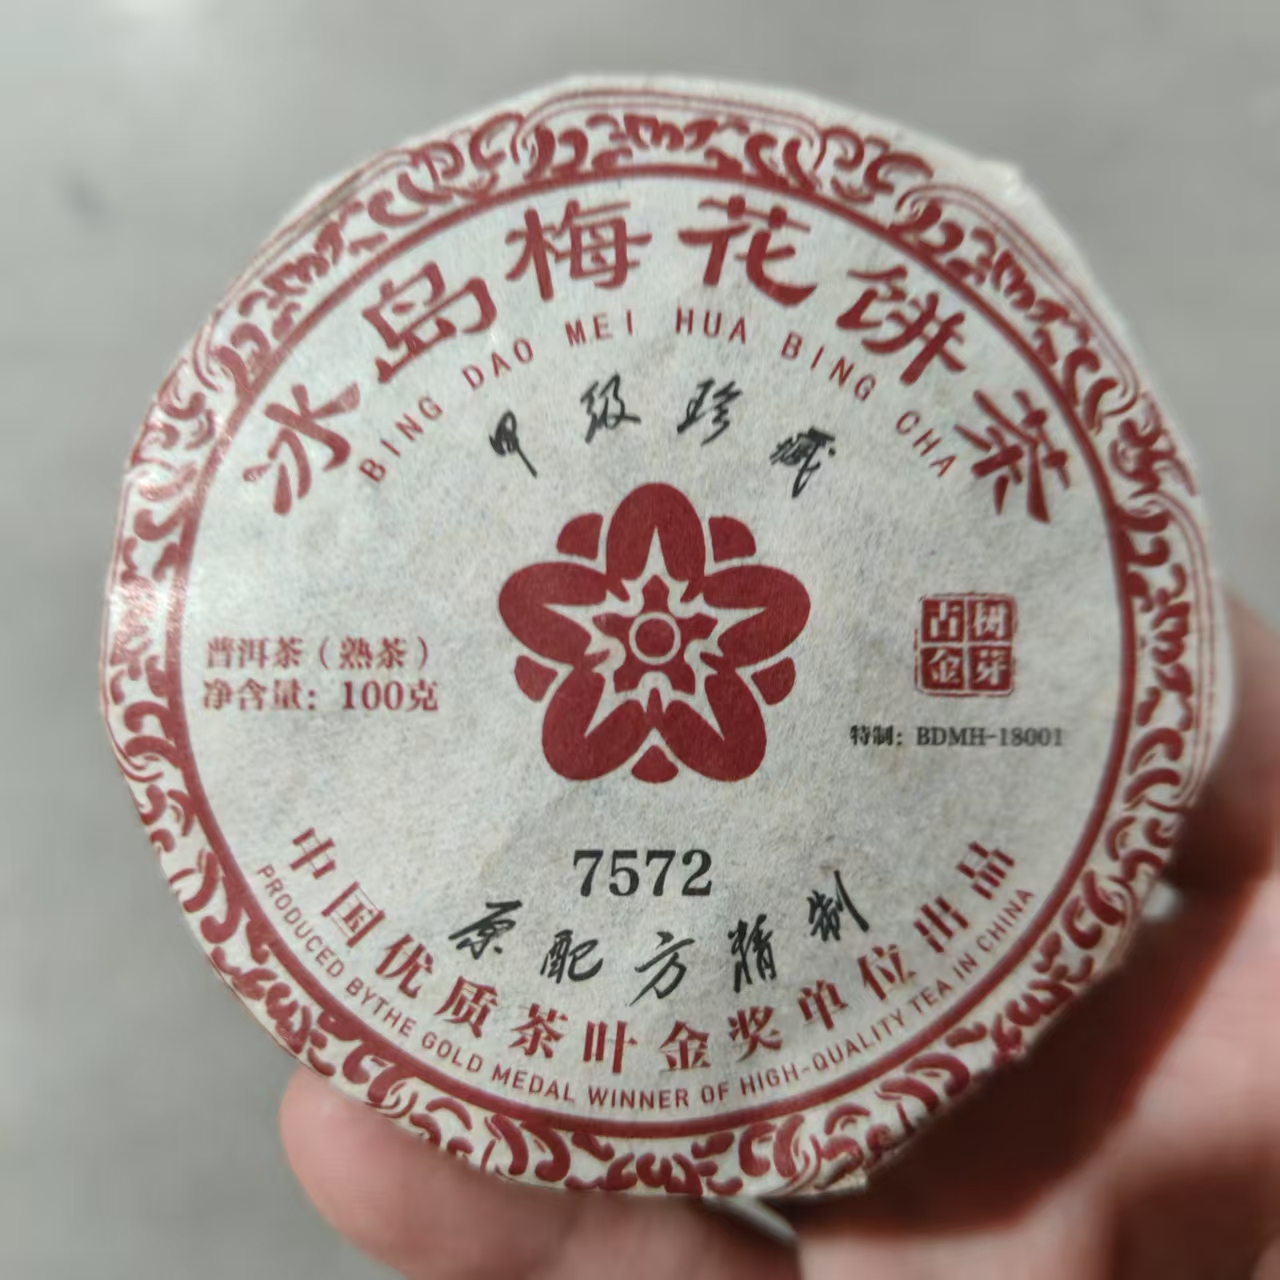 冰岛梅花饼茶
BING DAO MEI HUA BING CHA
甲级珍藏
普洱茶（熟茶）
净含量：100克
古树
金芽
特制：BDMH-18001
7572
原配方精制
中国优质茶叶金奖单位出品
PRODUCED BYTHE GOLD MEDAL WINNER OF HIGH-QUALITY TEA IN CHINA